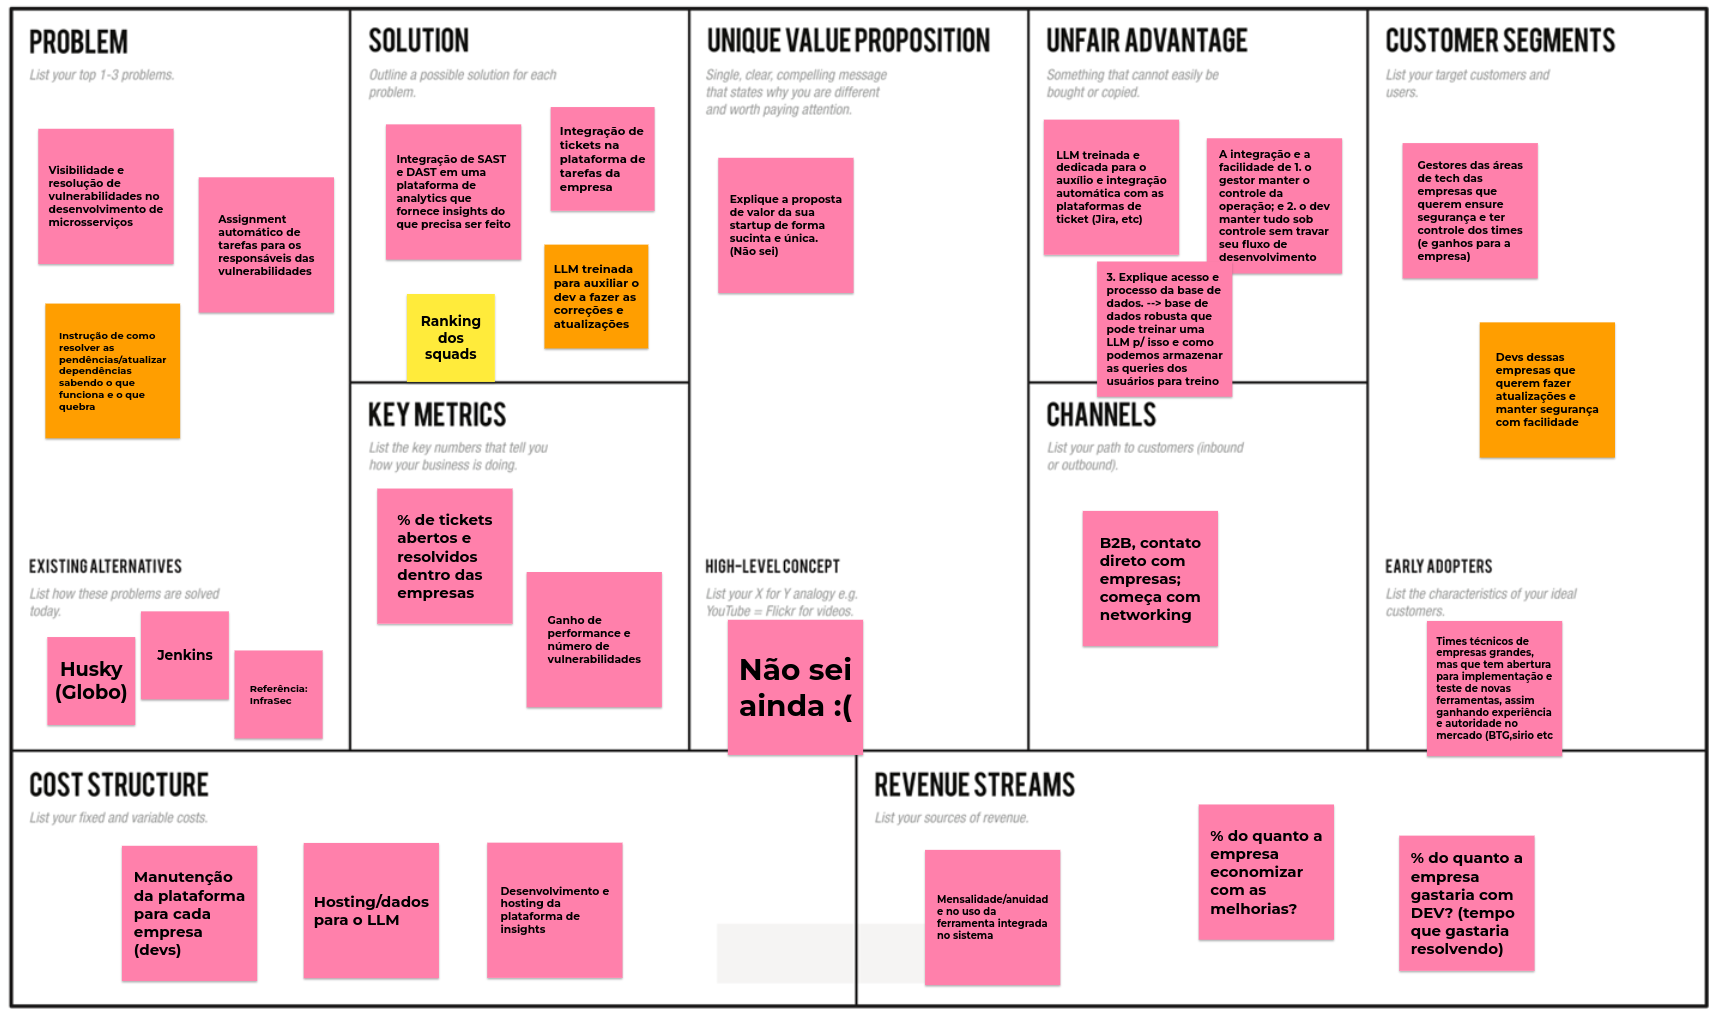 PROBLEM
List your top 1-3 problems.
Visibilidade e
resolução de
vulnerabilidades no
desenvolvimento de
microsserviços
Assignment
automático de
tarefas para os
responsáveis das
vulnerabilidades
Instrução de como
resolver as
pendências/atualizar
dependências
sabendo o que
funciona e o que
quebra
EXISTING ALTERNATIVES
List how these problems are solved
today.
Husky
(Globo)
Jenkins
Referência:
InfraSec
SOLUTION
Outline a possible solution for each
problem.
Integração de SAST
e DAST em uma
plataforma de
analytics que
fornece insights do
que precisa ser feito
Integração de
tickets na
plataforma de
tarefas da
empresa
LLM treinada
para auxiliar o
dev a fazer as
correções e
atualizações
Ranking
dos
squads
KEY METRICS
List the key numbers that tell you
how your business is doing.
% de tickets
abertos e
resolvidos
dentro das
empresas
Ganho de
performance e
número de
vulnerabilidades
UNIQUE VALUE PROPOSITION
Single, clear, compelling message
that states why you are different
and worth paying attention.
Explique a proposta
de valor da sua
startup de forma
sucinta e única.
(Não sei)
HIGH-LEVEL CONCEPT
List your X for Y analogy e.g.
YouTube = Flickr for videos.
Não sei
ainda :(
UNFAIR ADVANTAGE
Something that cannot easily be
bought or copied.
LLM treinada e
dedicada para o
auxílio e integração
automática com as
plataformas de
ticket (Jira, etc)
A integração e a
facilidade de 1. o
gestor manter o
controle da
operação; e 2. o dev
manter tudo sob
controle sem travar
seu fluxo de
desenvolvimento
3. Explique acesso e
processo da base de
dados. --> base de
dados robusta que
pode treinar uma
LLM p/ isso e como
podemos armazenar
as queries dos
usuários para treino
CHANNELS
List your path to customers (inbound
or outbound).
B2B, contato
direto com
empresas;
começa com
networking
CUSTOMER SEGMENTS
List your target customers and
users.
Gestores das áreas
de tech das
empresas que
querem ensure
segurança e ter
controle dos times
(e ganhos para a
empresa)
Devs dessas
empresas que
querem fazer
atualizações e
manter segurança
com facilidade
EARLY ADOPTERS
List the characteristics of your ideal
customers.
Times técnicos de
empresas grandes,
mas que tem abertura
para implementação e
teste de novas
ferramentas, assim
ganhando experiência
e autoridade no
mercado (BTG,sirio etc
COST STRUCTURE
List your fixed and variable costs.
Manutenção
da plataforma
para cada
empresa
(devs)
Hosting/dados
para o LLM
Desenvolvimento e
hosting da
plataforma de
insights
REVENUE STREAMS
List your sources of revenue.
Mensalidade/anuidad
e no uso da
ferramenta integrada
no sistema
% do quanto a
empresa
economizar
com as
melhorias?
% do quanto a
empresa
gastaria com
DEV? (tempo
que gastaria
resolvendo)